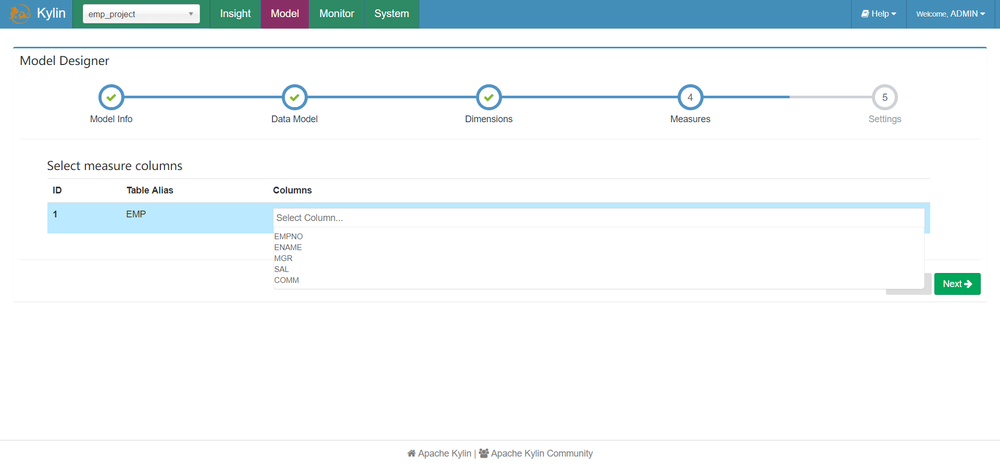 Kylin emp_project Insight Model Monitor System Help Welcome, ADMIN
Model Designer
4 5
Model Info Data Model Dimensions Measures Settings
Select measure columns
ID Table Alias Columns
1 EMP Select Column...
EMPNO
ENAME
MGR
SAL
COMM
Next
Apache Kylin | Apache Kylin Community